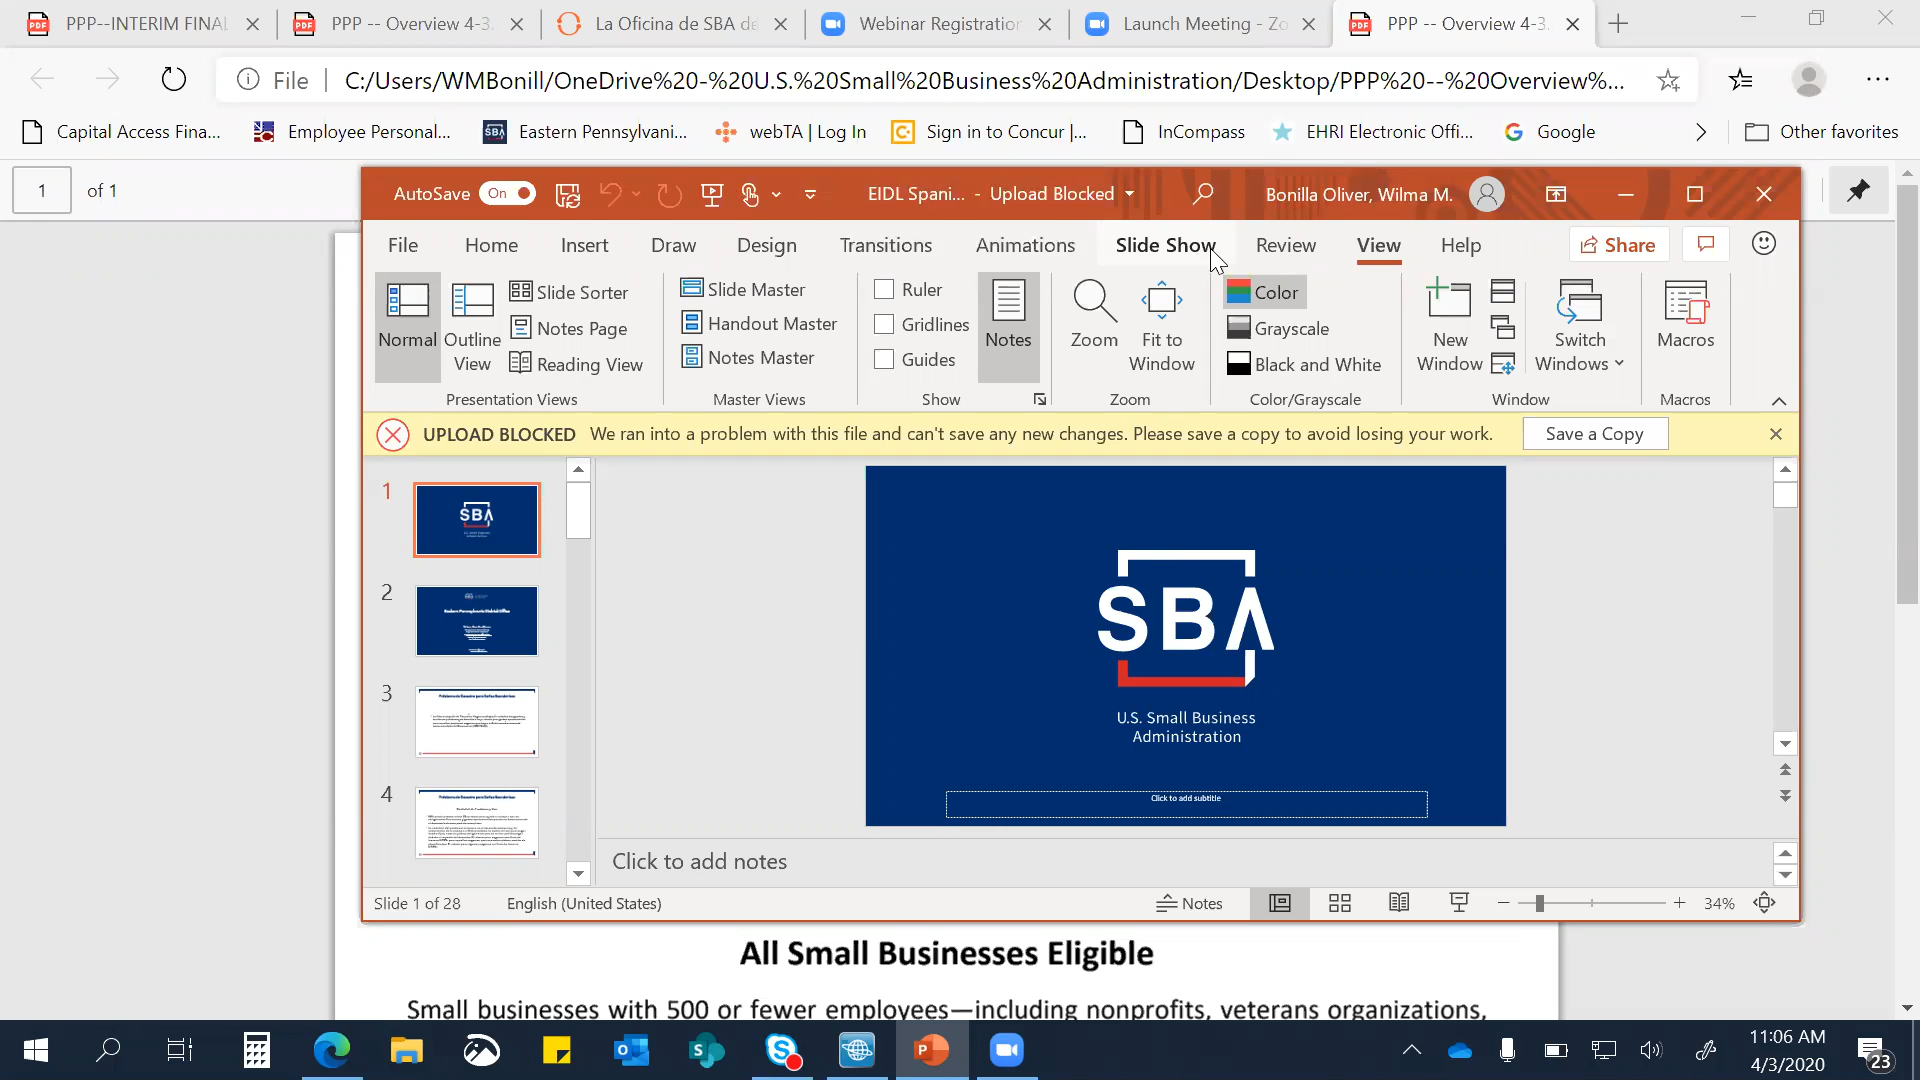 PPP--INTERIM FINAL
PPP -- Overview 4-3.
La Oficina de SBA de
Webinar Registration
Launch Meeting - Zo
PPP -- Overview 4-3.
File
C:/Users/WMBonill/OneDrive%20-%20U.S.%20Small%20Business%20Administration/Desktop/PPP%20--%20Overview%...
Capital Access Fina...
Employee Personal...
Eastern Pennsylvani...
webTA | Log In
Sign in to Concur |...
InCompass
EHRI Electronic Offi...
Google
Other favorites
1 of 1
AutoSave On
EIDL Spani... - Upload Blocked
Bonilla Oliver, Wilma M.
File Home Insert Draw Design Transitions Animations Slide Show Review View Help
Share
Normal
Outline View
Slide Sorter
Notes Page
Reading View
Presentation Views
Slide Master
Handout Master
Notes Master
Master Views
Ruler
Gridlines
Guides
Notes
Show
Zoom
Fit to Window
Zoom
Color
Grayscale
Black and White
Color/Grayscale
New Window
Switch Windows
Window
Macros
Macros
UPLOAD BLOCKED We ran into a problem with this file and can't save any new changes. Please save a copy to avoid losing your work.
Save a Copy
1
SBA
2
3
4
SBA
U.S. Small Business
Administration
Click to add subtitle
Click to add notes
Slide 1 of 28
English (United States)
Notes
34%
All Small Businesses Eligible
Small businesses with 500 or fewer employees—including nonprofits, veterans organizations,
11:06 AM
4/3/2020
23